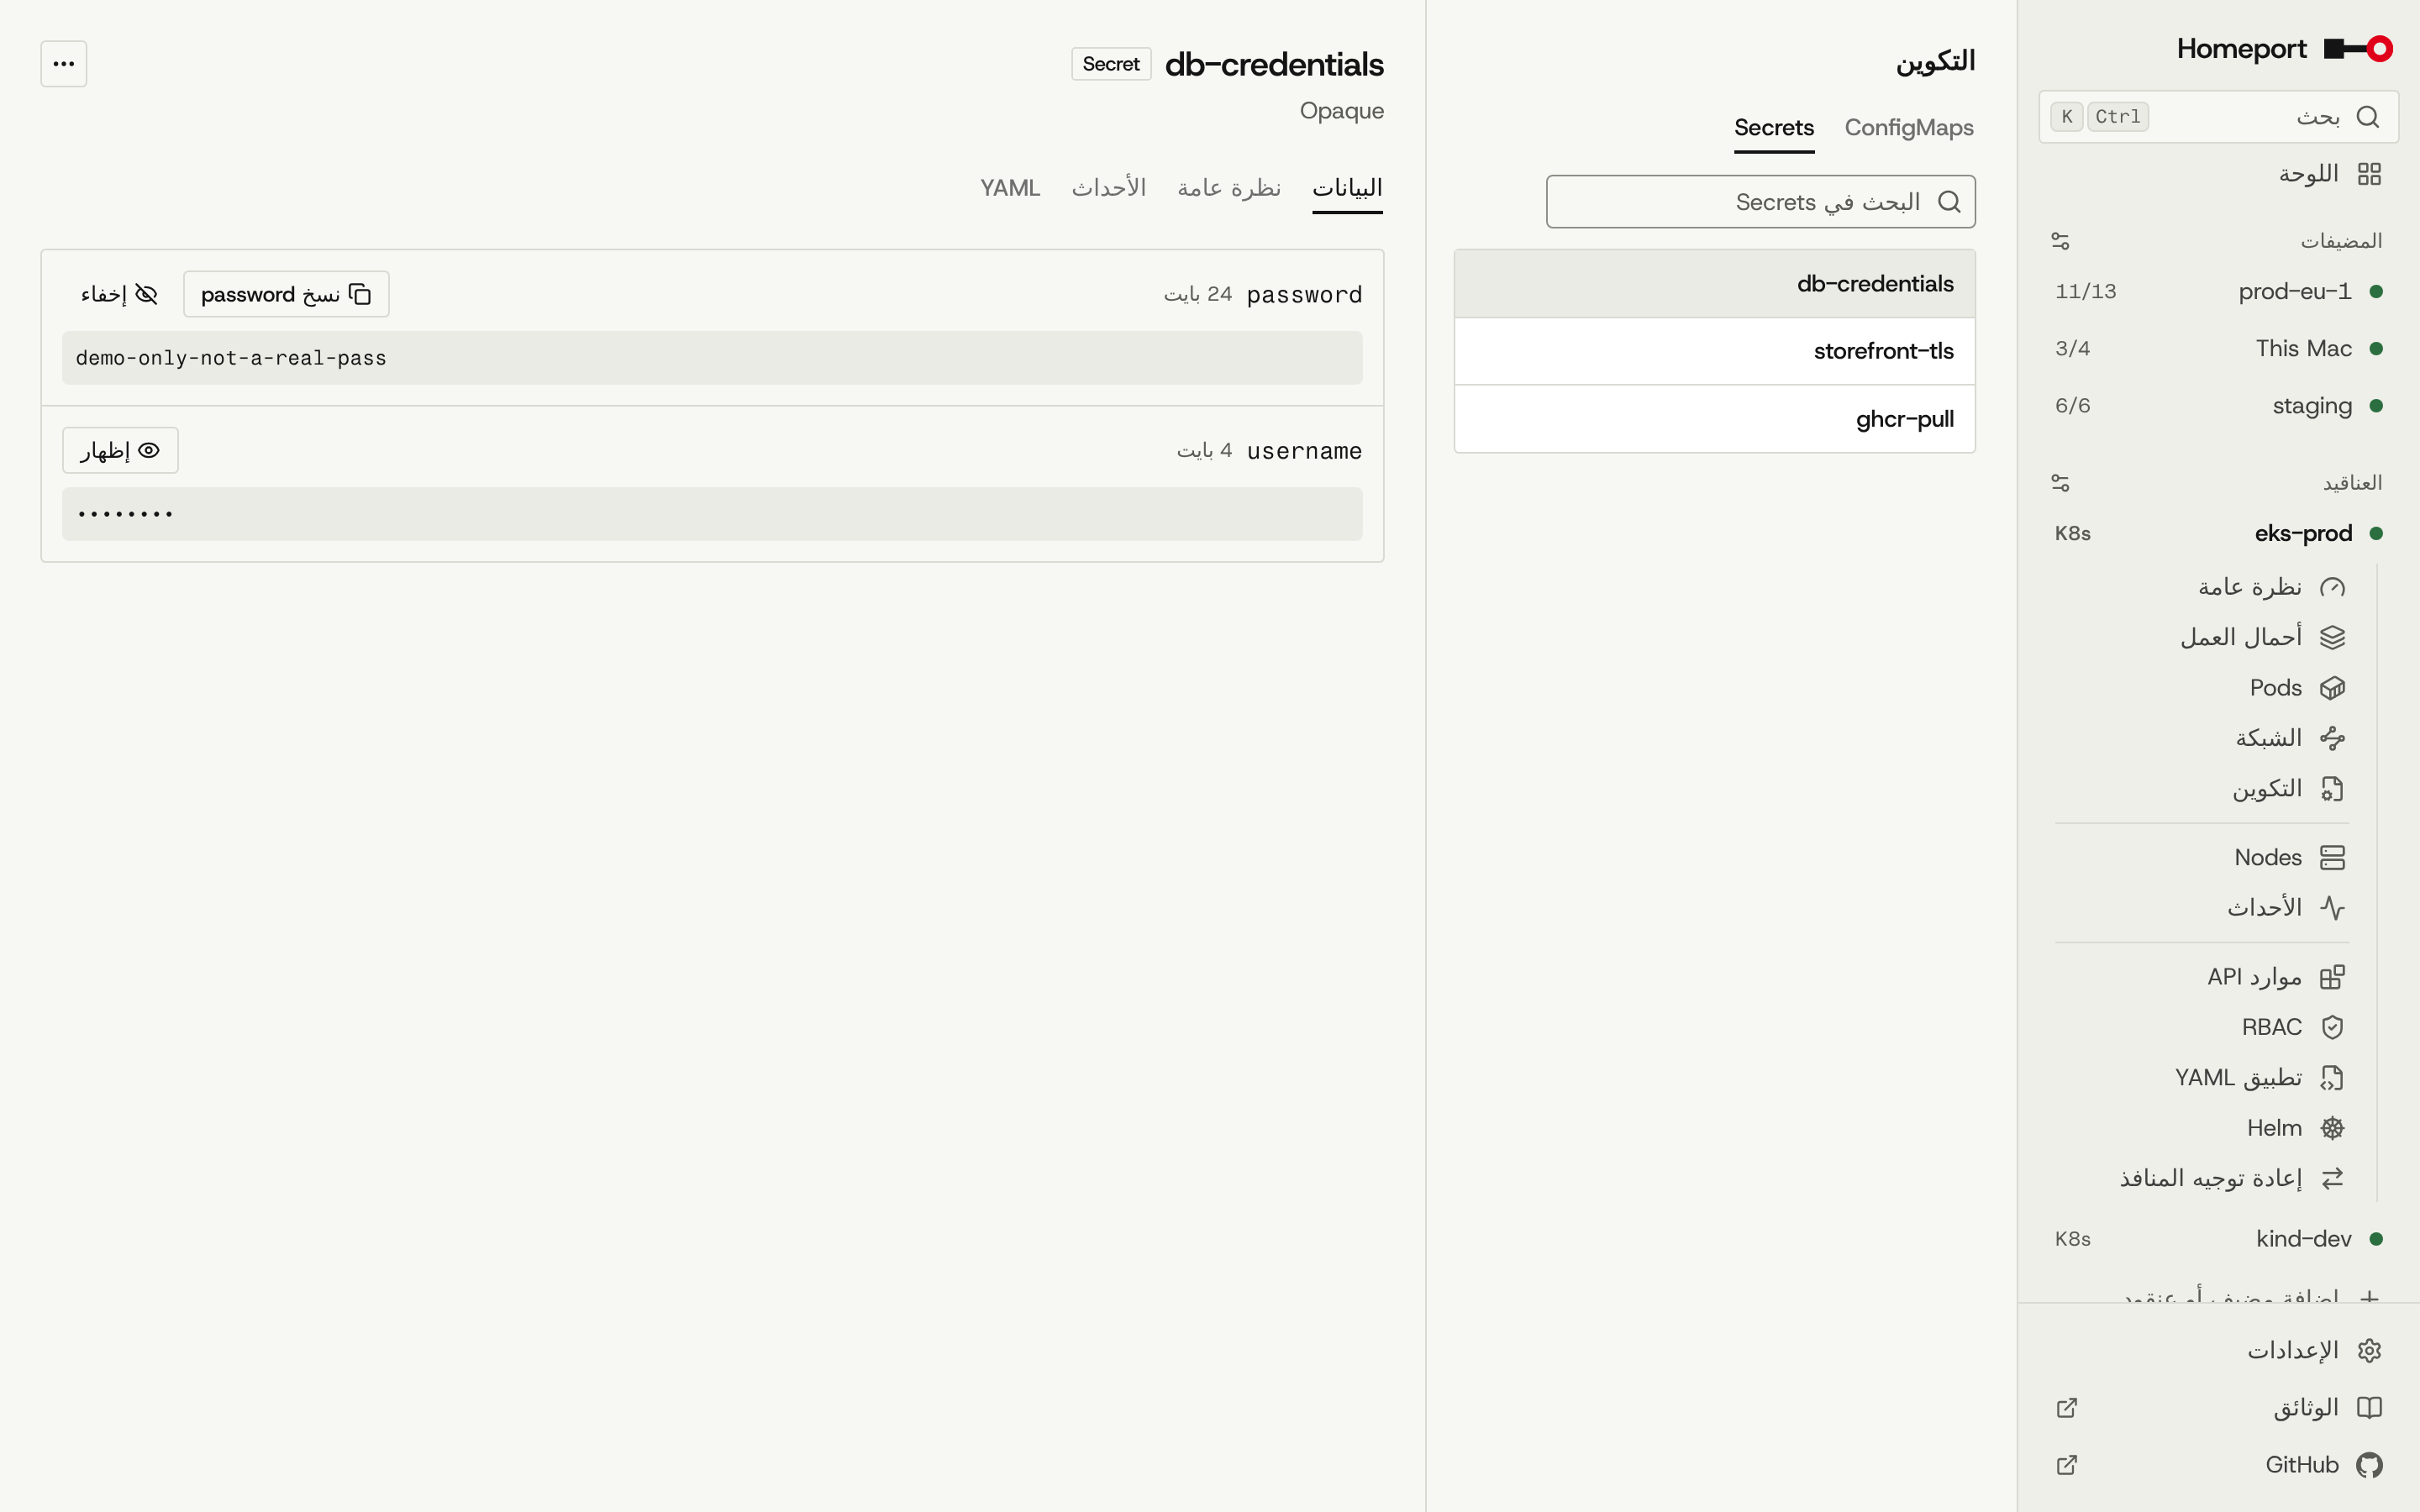 Homeport
بحث Ctrl K
اللوحة
المضيفات
prod-eu-1 11/13
This Mac 3/4
staging 6/6
العناقيد
eks-prod K8s
نظرة عامة
أحمال العمل
Pods
الشبكة
التكوين
Nodes
الأحداث
موارد API
RBAC
تطبيق YAML
Helm
إعادة توجيه المنافذ
kind-dev K8s
إضافة مضيف أو عنقود
الإعدادات
الوثائق
GitHub
التكوين
ConfigMaps Secrets
البحث في Secrets
db-credentials
storefront-tls
ghcr-pull
db-credentials Secret
Opaque
البيانات نظرة عامة الأحداث YAML
password 24 بايت نسخ password إخفاء
demo-only-not-a-real-pass
username 4 بايت إظهار
••••••••